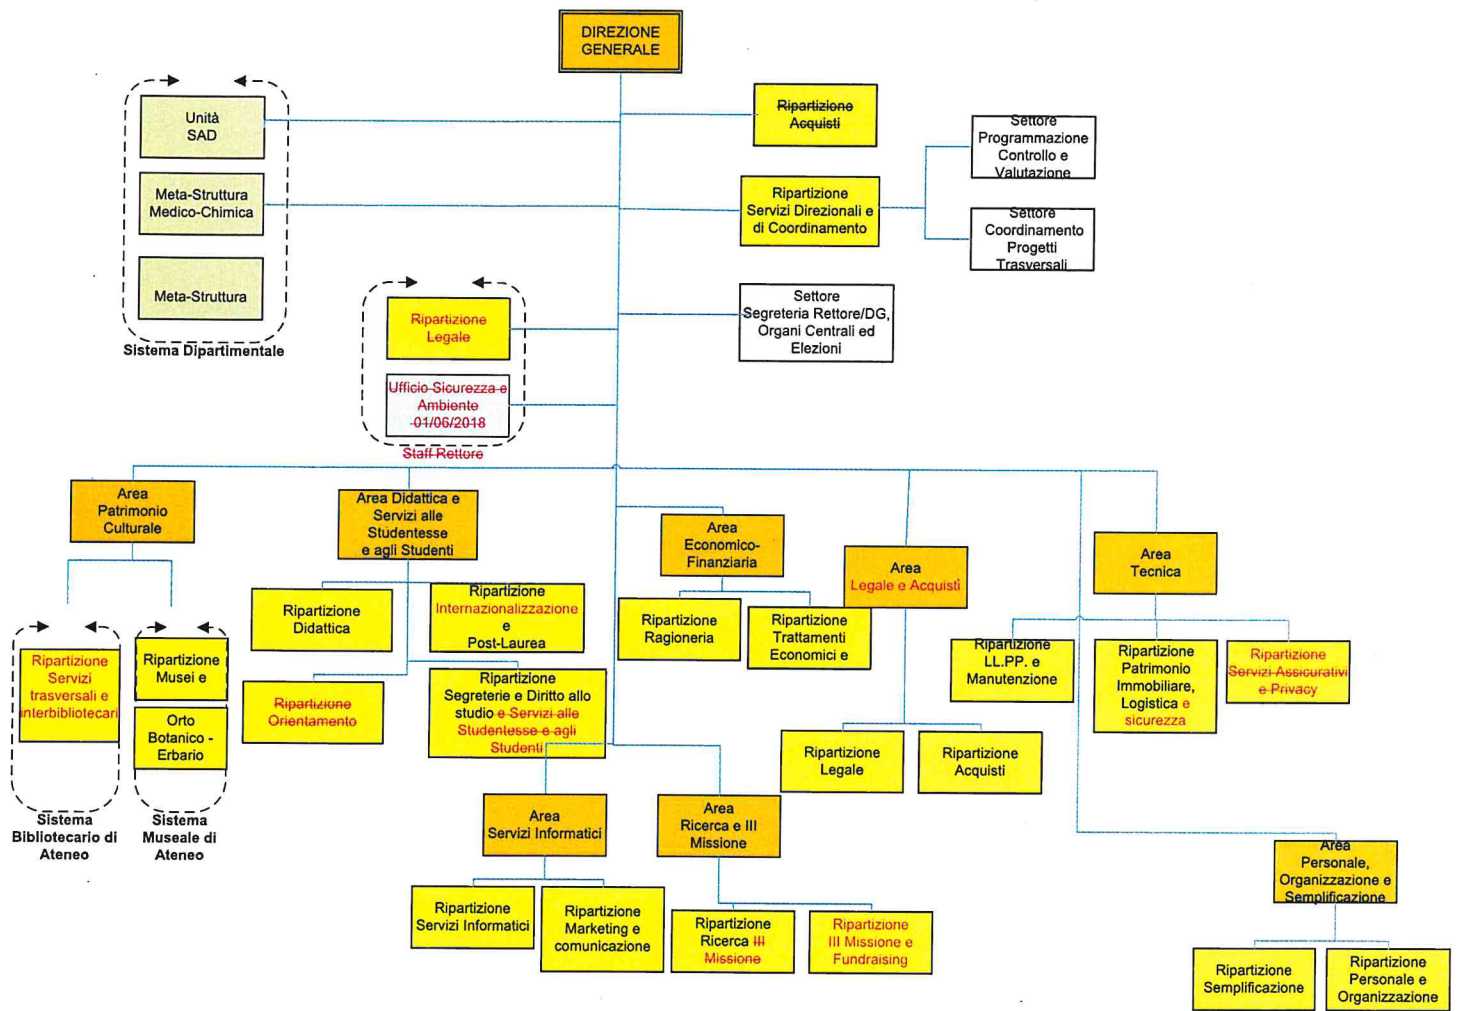 DIREZIONE
GENERALE
Unità
SAD
Meta-Struttura
Medico-Chimica
Meta-Struttura
Sistema Dipartimentale
Ripartizione
Acquisti
Ripartizione
Servizi Direzionali e
di Coordinamento
Settore
Programmazione
Controllo e
Valutazione
Settore
Coordinamento
Progetti
Trasversali
Settore
Segreteria Rettore/DG,
Organi Centrali ed
Elezioni
Ripartizione
Legale
Ufficio Sicurezza e
Ambiente
-01/06/2018
Staff Rettore
Area
Patrimonio
Culturale
Area Didattica e
Servizi alle
Studentesse
e agli Studenti
Area
Economico-
Finanziaria
Area
Legale e Acquisti
Area
Tecnica
Ripartizione
Servizi
trasversali e
interbibliotecari
Sistema
Bibliotecario di
Ateneo
Ripartizione
Musei e
Orto
Botanico -
Erbario
Sistema
Museale di
Ateneo
Ripartizione
Didattica
Ripartizione
Internazionalizzazione
e
Post-Laurea
Ripartizione
Orientamento
Ripartizione
Segreterie e Diritto allo
studio e Servizi alle
Studentesse e agli
Studenti
Ripartizione
Ragioneria
Ripartizione
Trattamenti
Economici e
Ripartizione
Legale
Ripartizione
Acquisti
Ripartizione
LL.PP. e
Manutenzione
Ripartizione
Patrimonio
Immobiliare,
Logistica e
sicurezza
Ripartizione
Servizi Assicurativi
e Privacy
Area
Servizi Informatici
Area
Ricerca e III
Missione
Ripartizione
Servizi Informatici
Ripartizione
Marketing e
comunicazione
Ripartizione
Ricerca III
Missione
Ripartizione
III Missione e
Fundraising
Area
Personale,
Organizzazione e
Semplificazione
Ripartizione
Semplificazione
Ripartizione
Personale e
Organizzazione